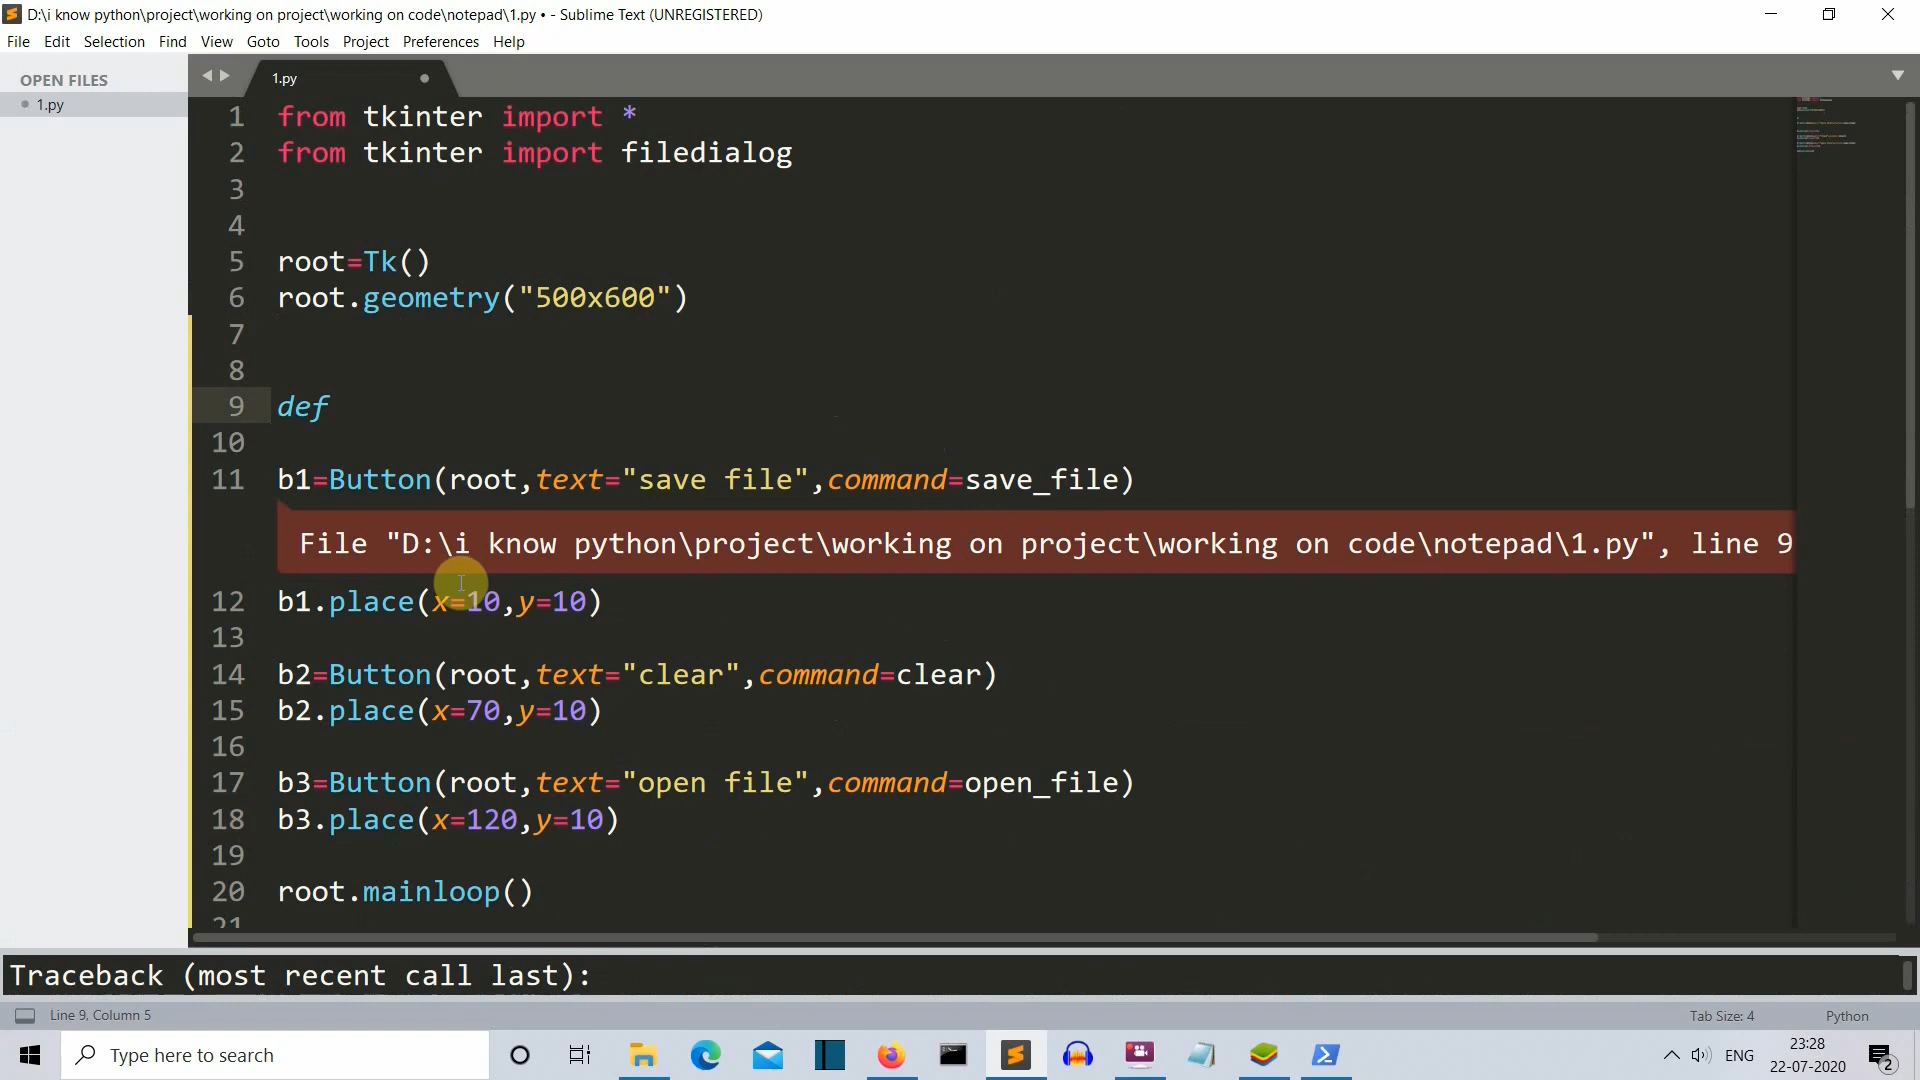 D:\i know python\project\working on project\working on code\notepad\1.py • - Sublime Text (UNREGISTERED)
File Edit Selection Find View Goto Tools Project Preferences Help
OPEN FILES
1.py
1.py
1 from tkinter import *
2 from tkinter import filedialog
3
4
5 root=Tk()
6 root.geometry("500x600")
7
8
9 def
10
11 b1=Button(root,text="save file",command=save_file)
File "D:\i know python\project\working on project\working on code\notepad\1.py", line 9
12 b1.place(x=10,y=10)
13
14 b2=Button(root,text="clear",command=clear)
15 b2.place(x=70,y=10)
16
17 b3=Button(root,text="open file",command=open_file)
18 b3.place(x=120,y=10)
19
20 root.mainloop()
21
Traceback (most recent call last):
Line 9, Column 5 Tab Size: 4 Python
Type here to search
ENG
23:28
22-07-2020
2